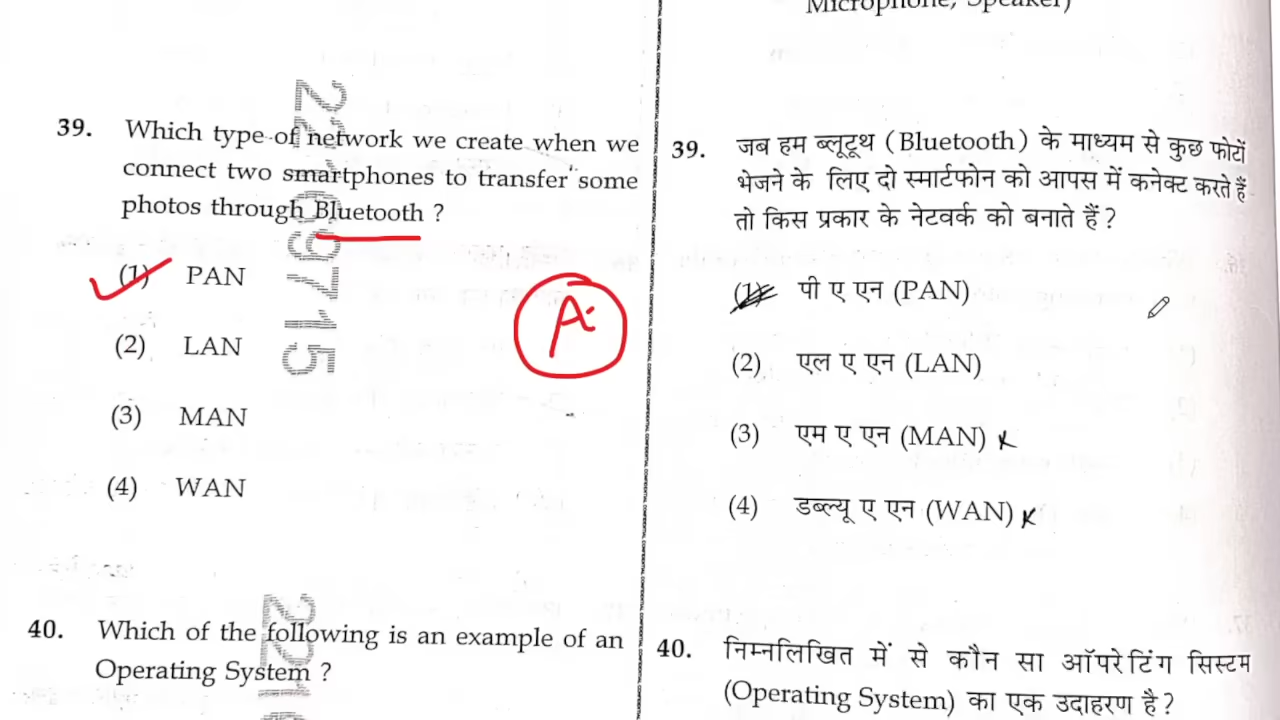 Microphone, Speaker)
39. Which type of network we create when we
connect two smartphones to transfer some
photos through Bluetooth ?
(1) PAN
(2) LAN
(3) MAN
(4) WAN
A
40. Which of the following is an example of an
Operating System ?
39. जब हम ब्लूटूथ (Bluetooth) के माध्यम से कुछ फोटों
भेजने के लिए दो स्मार्टफोन को आपस में कनेक्ट करते हैं
तो किस प्रकार के नेटवर्क को बनाते हैं?
(1) पी ए एन (PAN)
(2) एल ए एन (LAN)
(3) एम ए एन (MAN)
(4) डब्ल्यू ए एन (WAN)
40. निम्नलिखित में से कौन सा ऑपरेटिंग सिस्टम
(Operating System) का एक उदाहरण है?